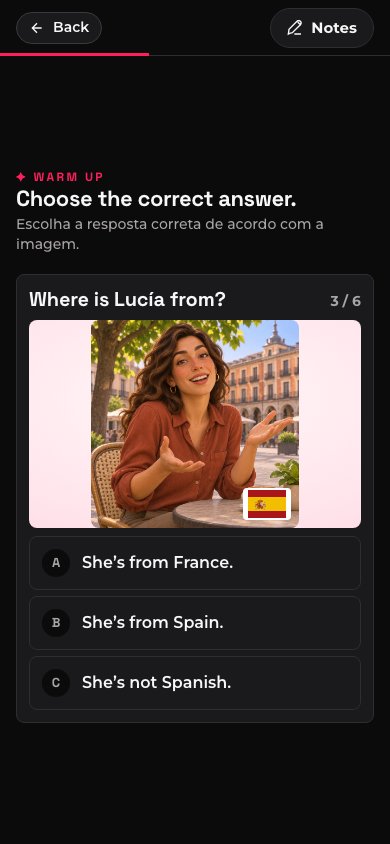 Back
Notes
WARM UP
Choose the correct answer.
Escolha a resposta correta de acordo com a
imagem.
Where is Lucía from?
3 / 6
A
She’s from France.
B
She’s from Spain.
C
She’s not Spanish.